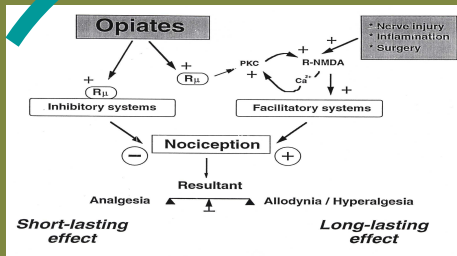 Opiates
• Nerve injury
• Inflamination
• Surgery
+
+
+
+
Rμ
Rμ
PKC
R-NMDA
+
Ca²⁺
+
Inhibitory systems
Facilitatory systems
Nociception
−
+
Resultant
Analgesia
Allodynia / Hyperalgesia
Short-lasting
effect
Long-lasting
effect